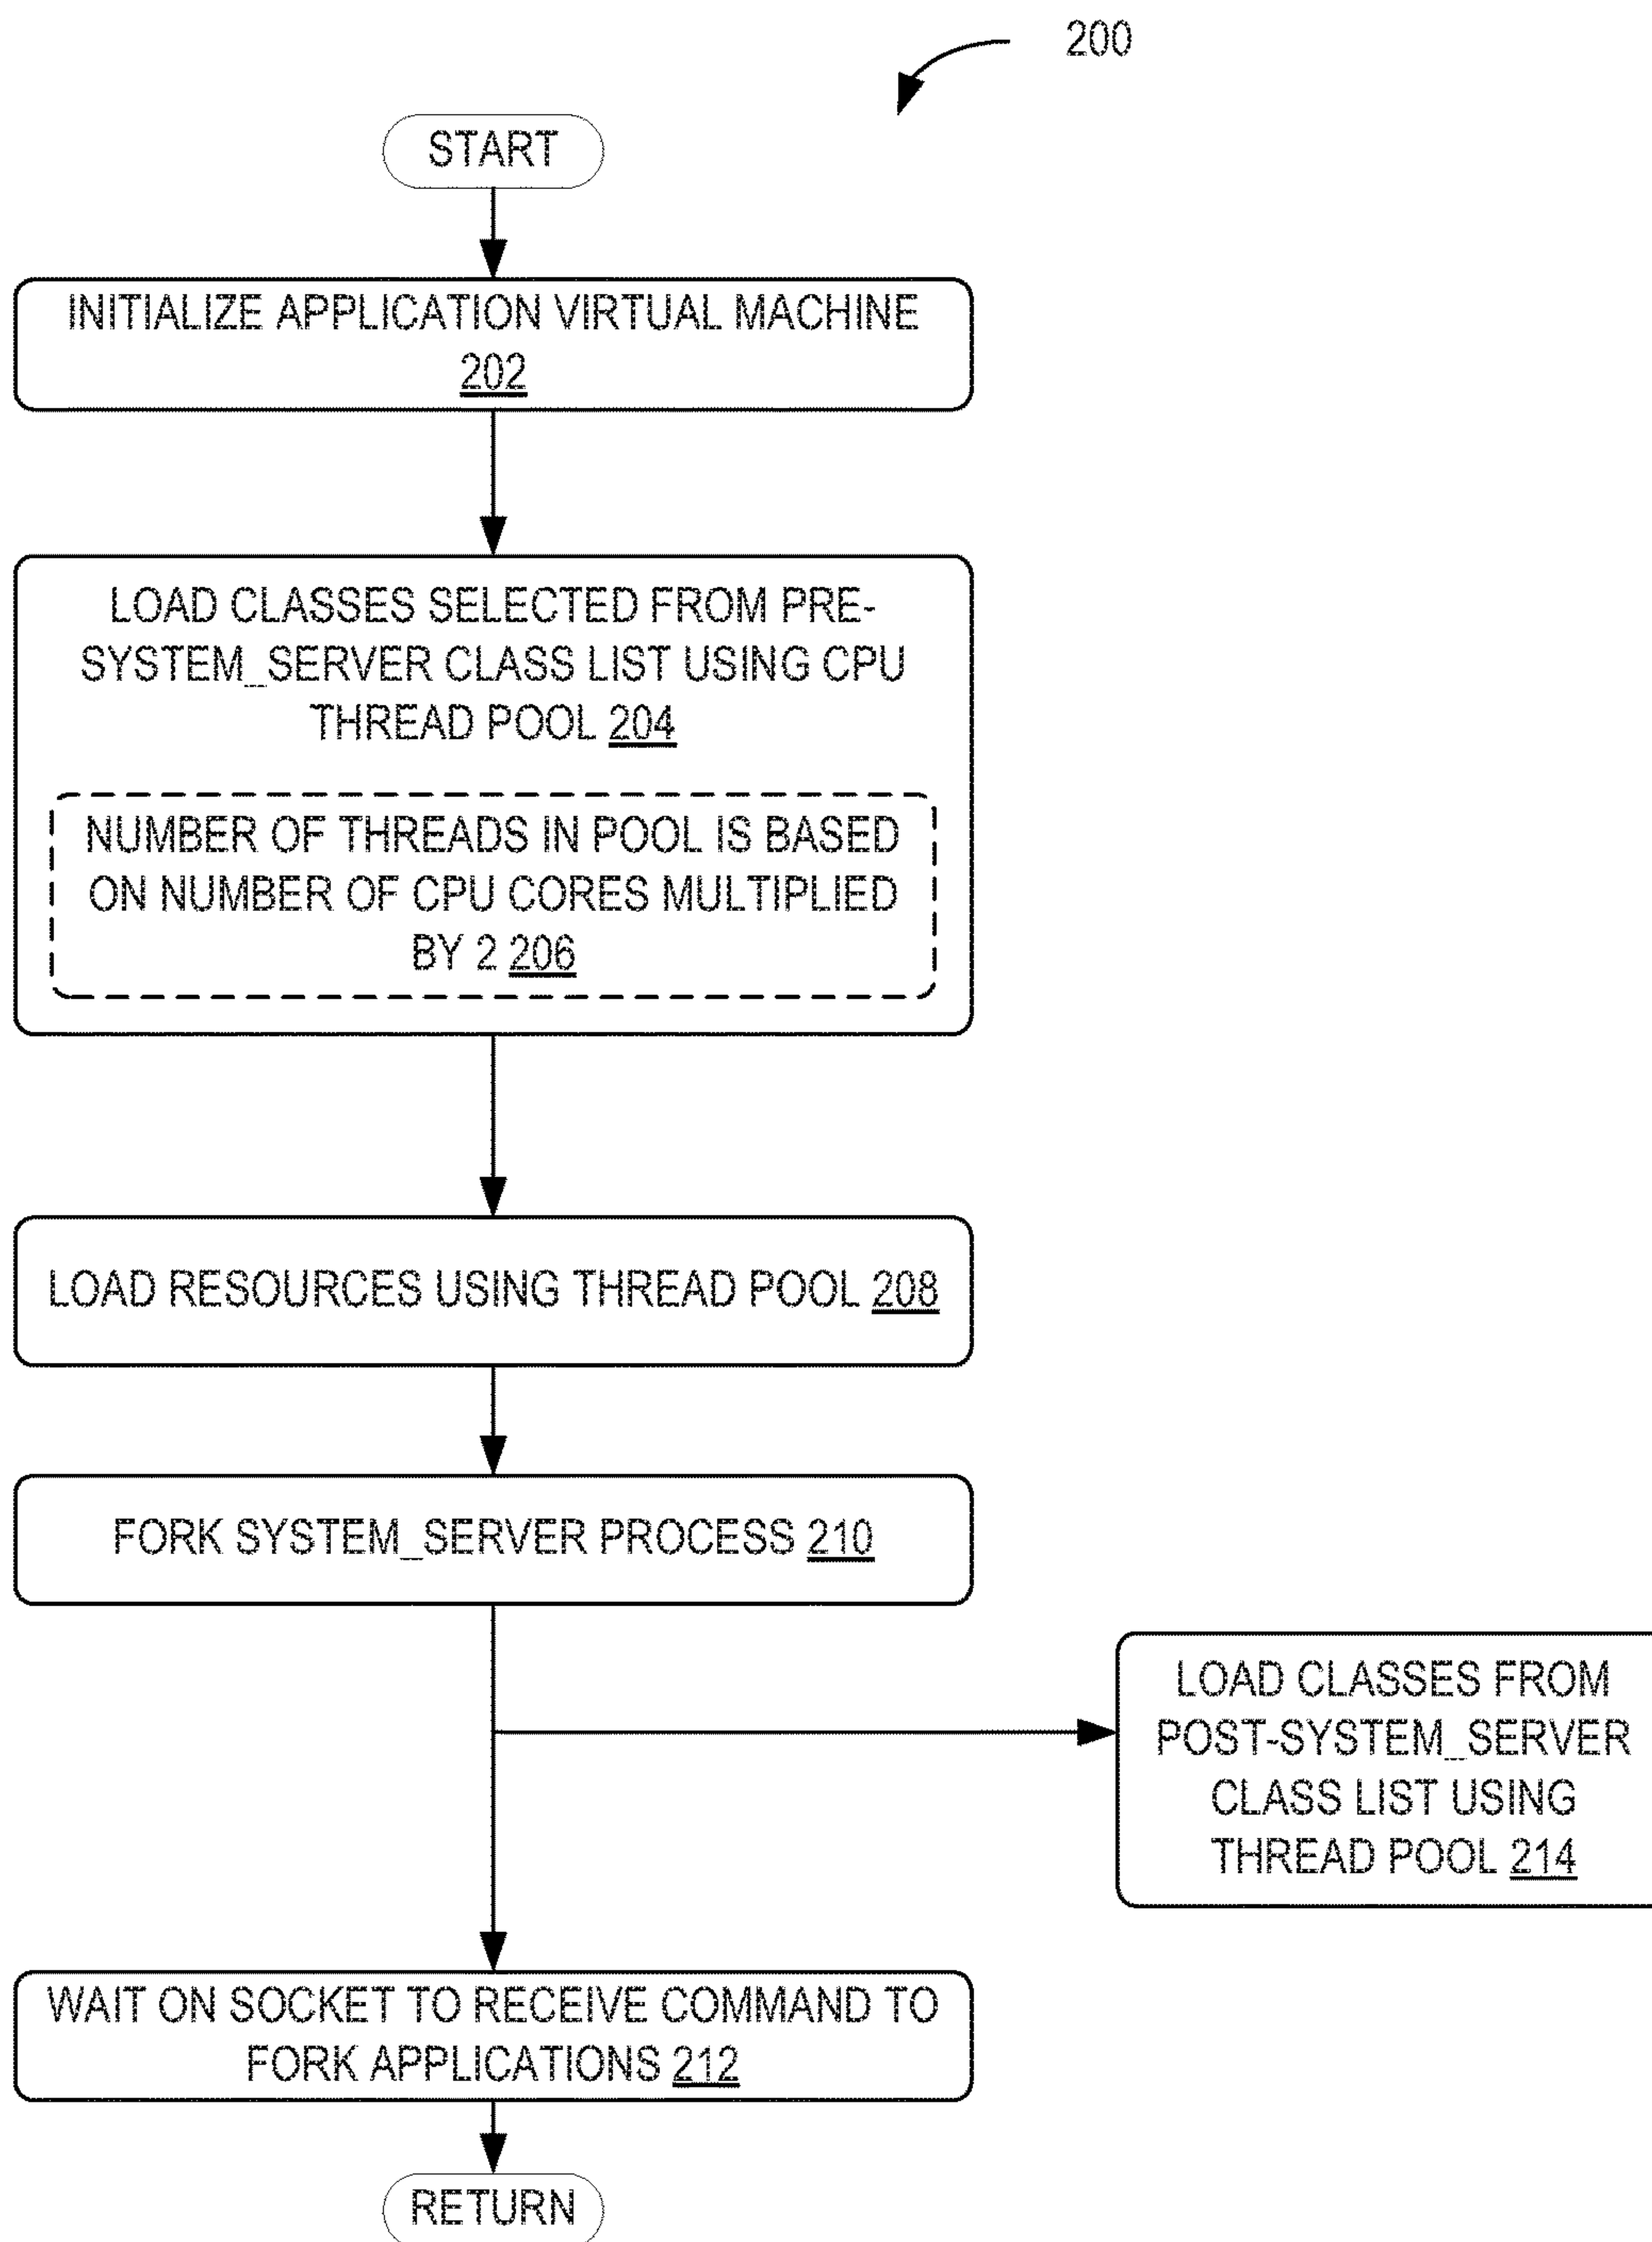 200
START
INITIALIZE APPLICATION VIRTUAL MACHINE
202
LOAD CLASSES SELECTED FROM PRE-
SYSTEM_SERVER CLASS LIST USING CPU
THREAD POOL 204
NUMBER OF THREADS IN POOL IS BASED
ON NUMBER OF CPU CORES MULTIPLIED
BY 2 206
LOAD RESOURCES USING THREAD POOL 208
FORK SYSTEM_SERVER PROCESS 210
LOAD CLASSES FROM
POST-SYSTEM_SERVER
CLASS LIST USING
THREAD POOL 214
WAIT ON SOCKET TO RECEIVE COMMAND TO
FORK APPLICATIONS 212
RETURN